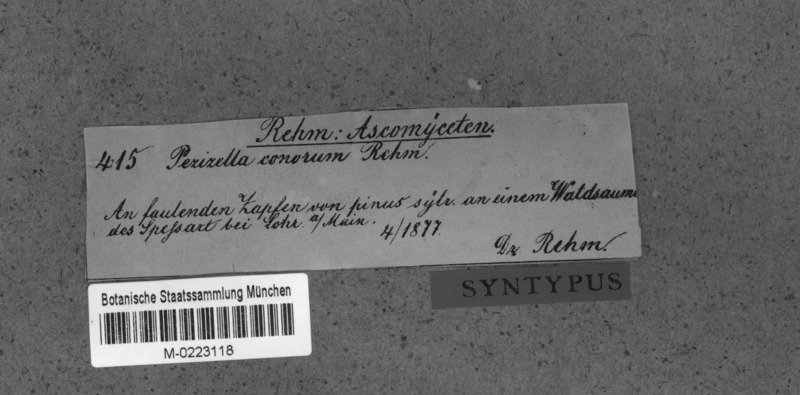 Rehm: Ascomyceten.
415 Pezizella conorum Rehm.
An faulenden Zapfen von pinus sylv. an einem Waldsaume
des Speſsart bei Lohr a/Main. 4/1877.
Dr Rehm.
SYNTYPUS
Botanische Staatssammlung München
M-0223118